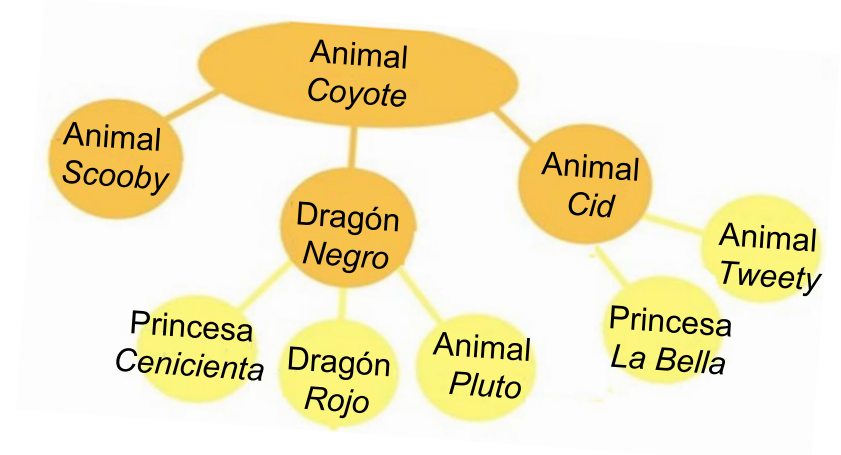 Animal
Coyote
Animal
Scooby
Dragón
Negro
Animal
Cid
Animal
Tweety
Princesa
Cenicienta
Dragón
Rojo
Animal
Pluto
Princesa
La Bella